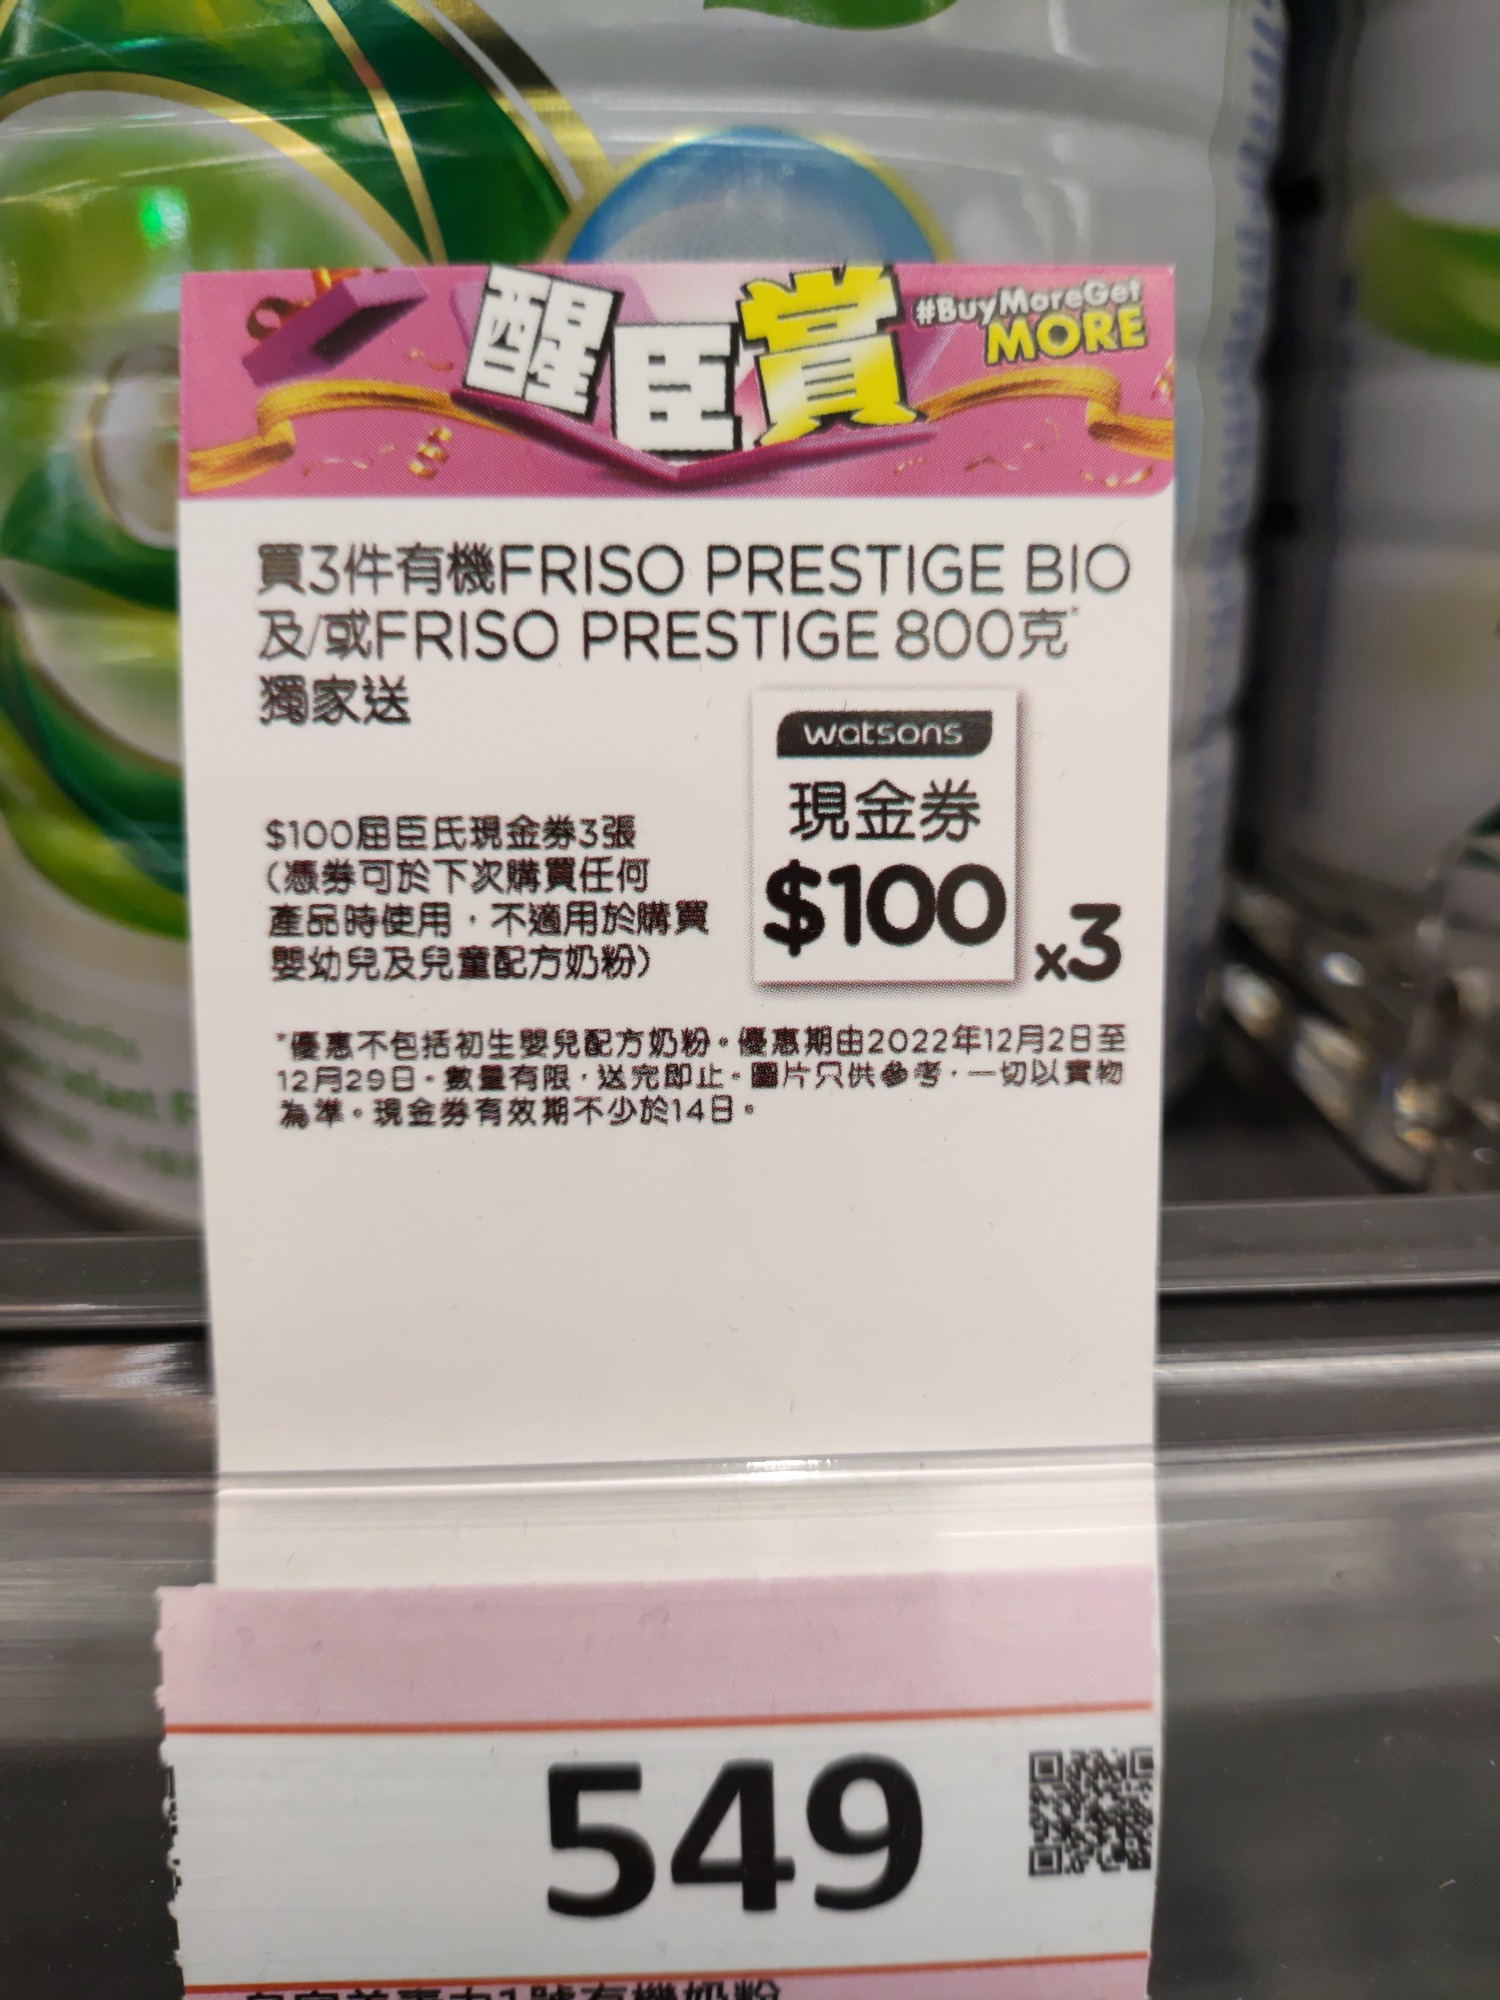 醒臣賞
#BuyMoreGet
MORE
買3件有機FRISO PRESTIGE BIO
及/或FRISO PRESTIGE 800克*
獨家送
watsons
現金券
$100
x3
$100屈臣氏現金券3張
(憑券可於下次購買任何
產品時使用，不適用於購買
嬰幼兒及兒童配方奶粉)
*優惠不包括初生嬰兒配方奶粉。優惠期由2022年12月2日至
12月29日。數量有限，送完即止。圖片只供參考，一切以實物
為準。現金券有效期不少於14日。
549
1號有機奶粉